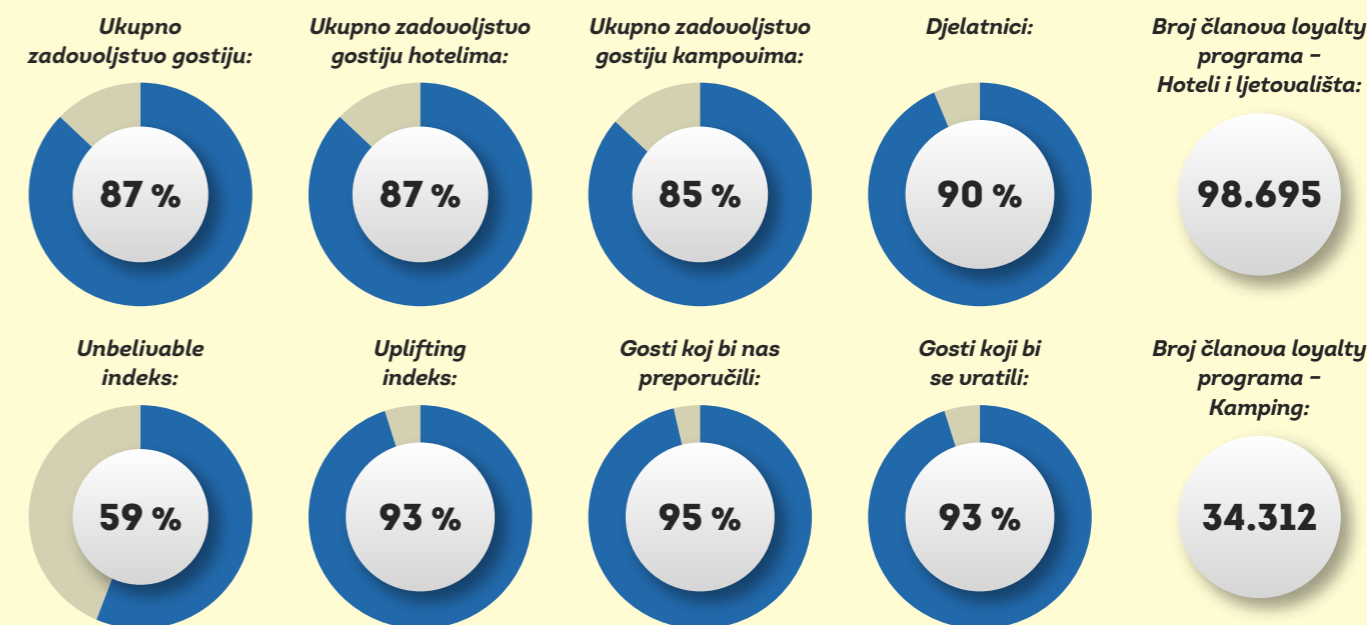 Ukupno
zadovoljstvo gostiju:
87 %
Ukupno zadovoljstvo
gostiju hotelima:
87 %
Ukupno zadovoljstvo
gostiju kampovima:
85 %
Djelatnici:
90 %
Broj članova loyalty
programa –
Hoteli i ljetovališta:
98.695
Unbelivable
indeks:
59 %
Uplifting
indeks:
93 %
Gosti koj bi nas
preporučili:
95 %
Gosti koji bi
se vratili:
93 %
Broj članova loyalty
programa –
Kamping:
34.312